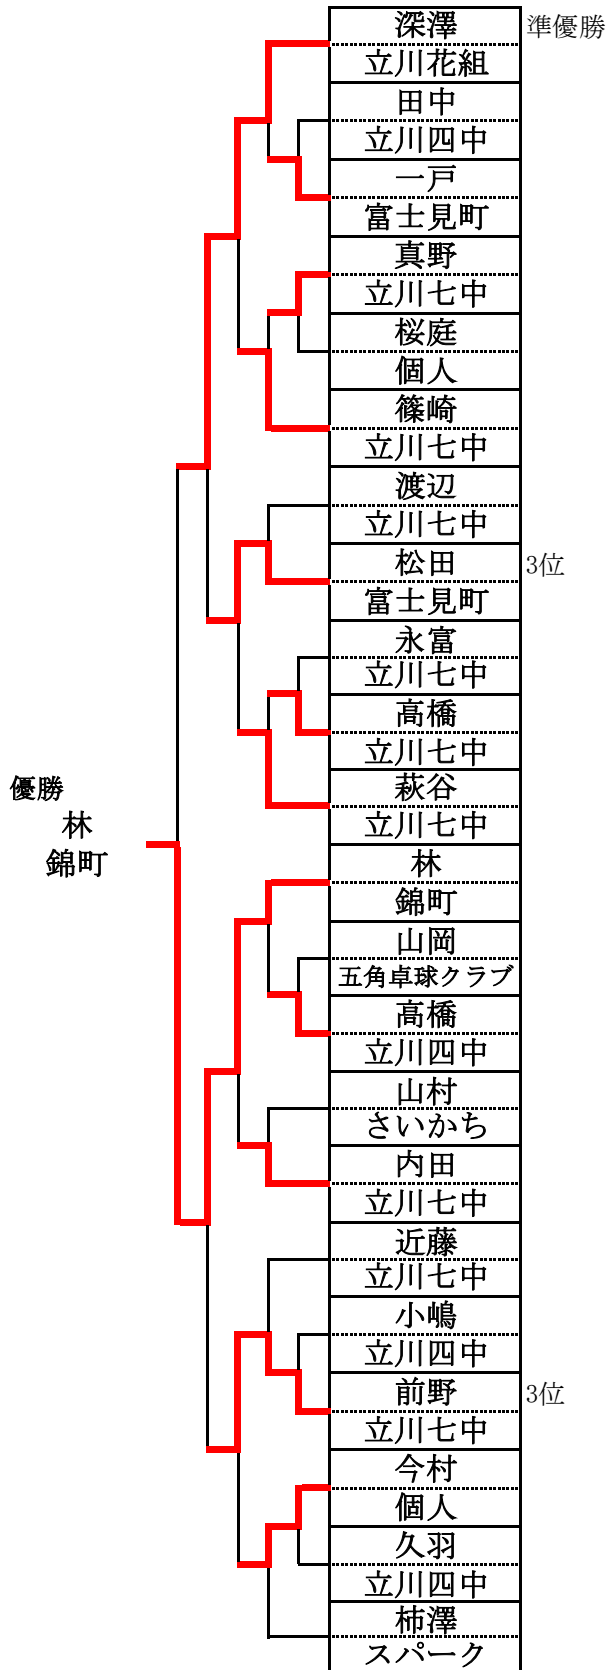 深澤 準優勝
立川花組
田中
立川四中
一戸
富士見町
真野
立川七中
桜庭
個人
篠崎
立川七中
渡辺
立川七中
松田 3位
富士見町
永富
立川七中
高橋
立川七中
萩谷
立川七中
優勝
林
錦町
林
錦町
山岡
五角卓球クラブ
高橋
立川四中
山村
さいかち
内田
立川七中
近藤
立川七中
小嶋
立川四中
前野 3位
立川七中
今村
個人
久羽
立川四中
柿澤
スパーク